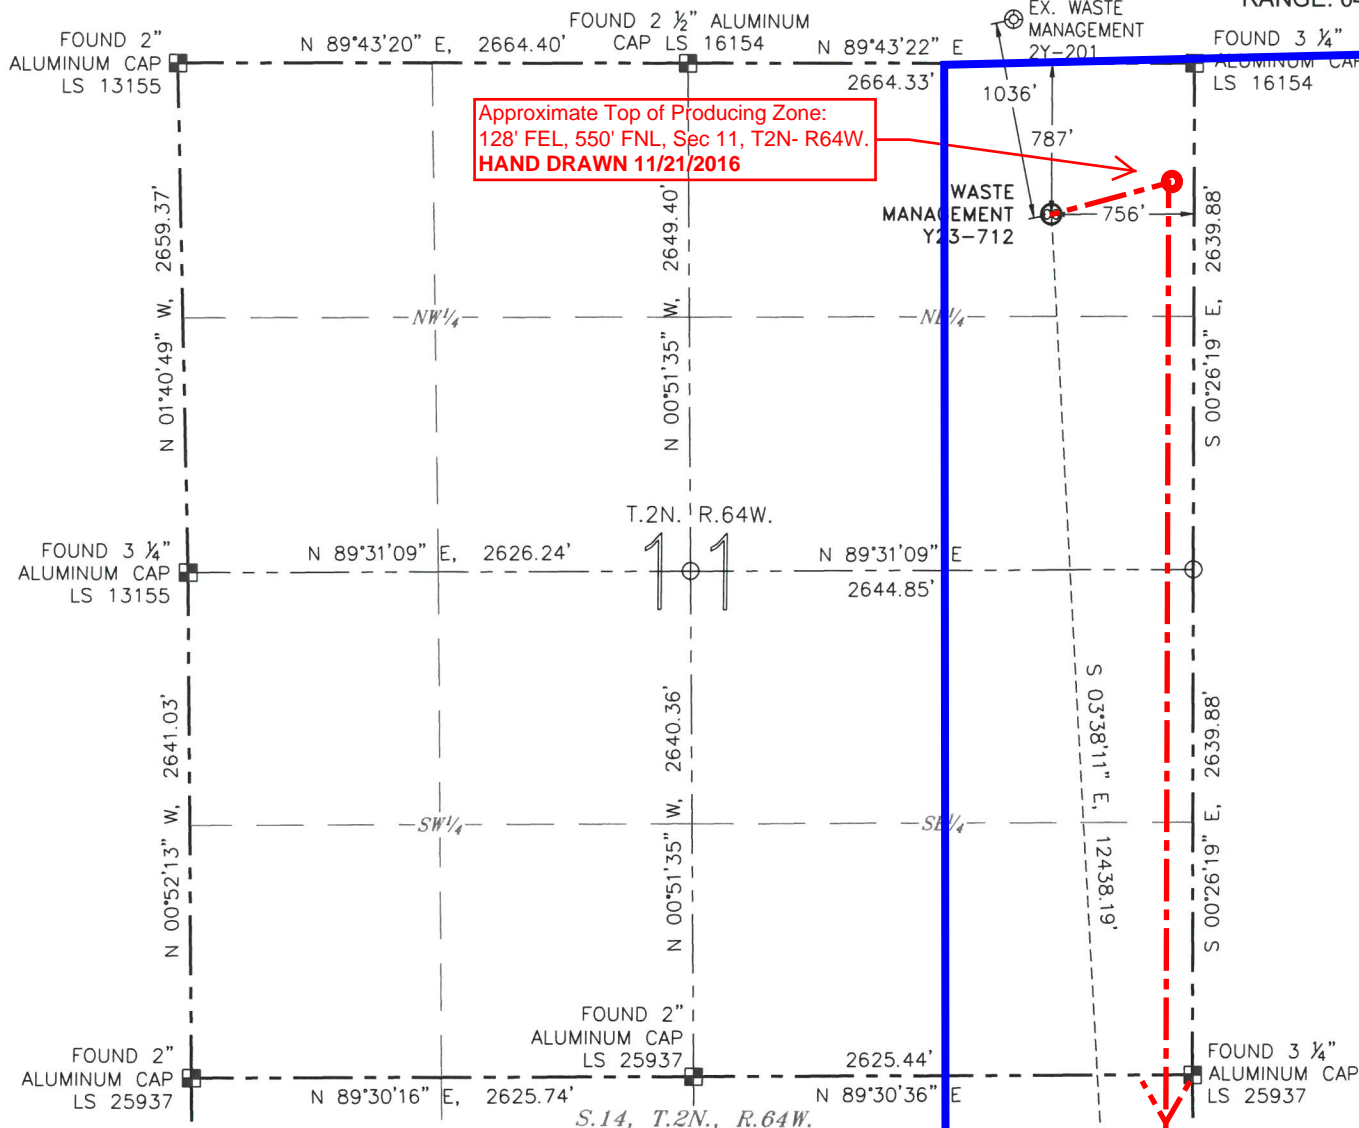 RANGE: 64
EX. WASTE
MANAGEMENT
2Y-201
FOUND 2"
ALUMINUM CAP
LS 13155
N 89°43'20" E, 2664.40'
FOUND 2 ½" ALUMINUM
CAP LS 16154
N 89°43'22" E
2664.33'
FOUND 3 ¼"
ALUMINUM CAP
LS 16154
1036'
787'
Approximate Top of Producing Zone:
128' FEL, 550' FNL, Sec 11, T2N- R64W.
HAND DRAWN 11/21/2016
WASTE
MANAGEMENT
Y23-712
756'
N 01°40'49" W, 2659.37'
N 00°51'35" W, 2649.40'
S 00°26'19" E, 2639.88'
NW¼
NE¼
T.2N. R.64W.
11
FOUND 3 ¼"
ALUMINUM CAP
LS 13155
N 89°31'09" E, 2626.24'
N 89°31'09" E
2644.85'
N 00°52'13" W, 2641.03'
N 00°51'35" W, 2640.36'
S 03°38'11" E, 12438.19'
S 00°26'19" E, 2639.88'
SW¼
SE¼
FOUND 2"
ALUMINUM CAP
LS 25937
N 89°30'16" E, 2625.74'
FOUND 2"
ALUMINUM CAP
LS 25937
2625.44'
N 89°30'36" E
FOUND 3 ¼"
ALUMINUM CAP
LS 25937
S.14, T.2N., R.64W.